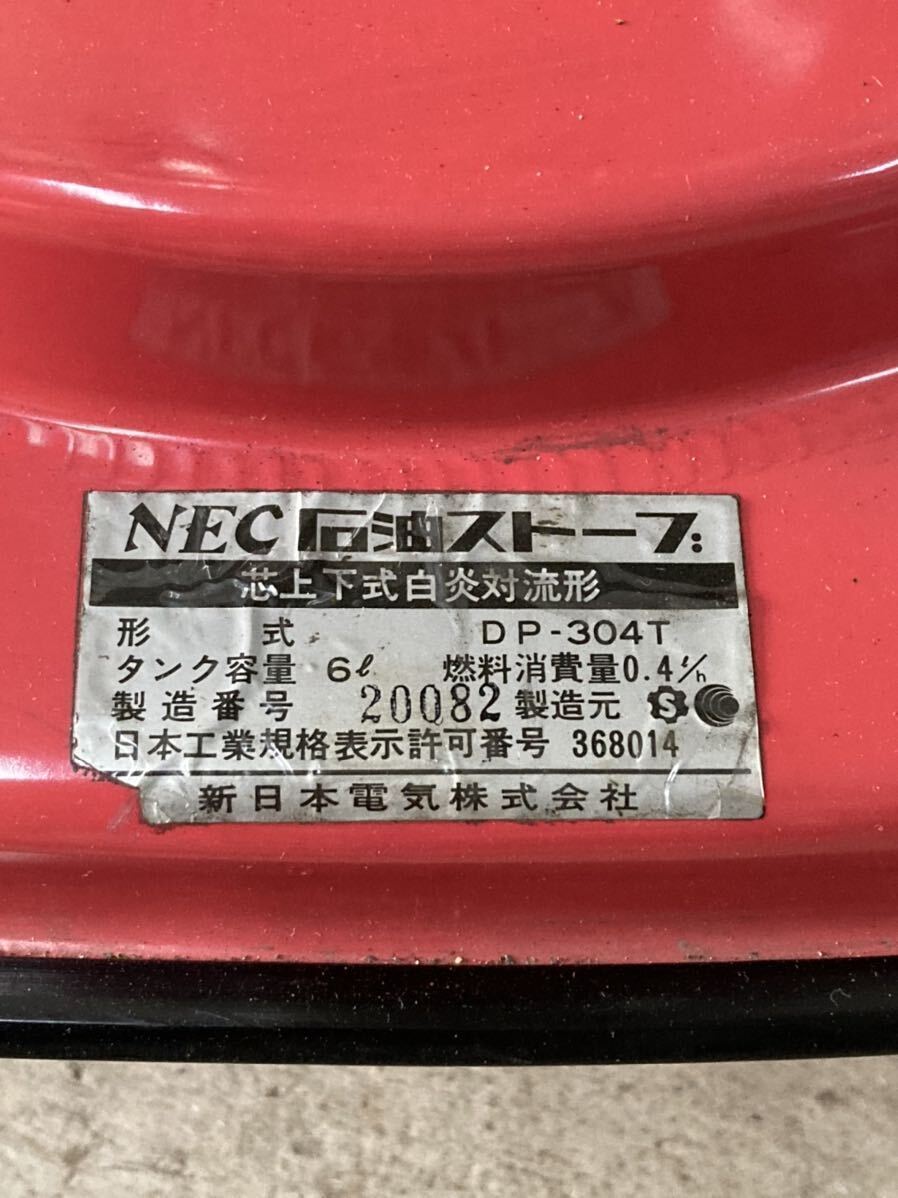 NEC石油ストーブ
芯上下式白炎対流形
形式 DP-304T
タンク容量 6ℓ 燃料消費量0.4ℓ/h
製造番号 20082 製造元 S
日本工業規格表示許可番号 368014
新日本電気株式会社